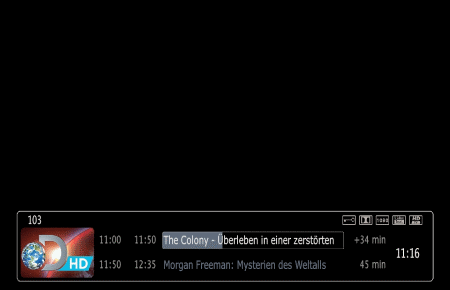 103
11:00 11:50 The Colony - Überleben in einer zerstörten +34 min
11:16
D HD
11:50 12:35 Morgan Freeman: Mysterien des Weltalls 45 min